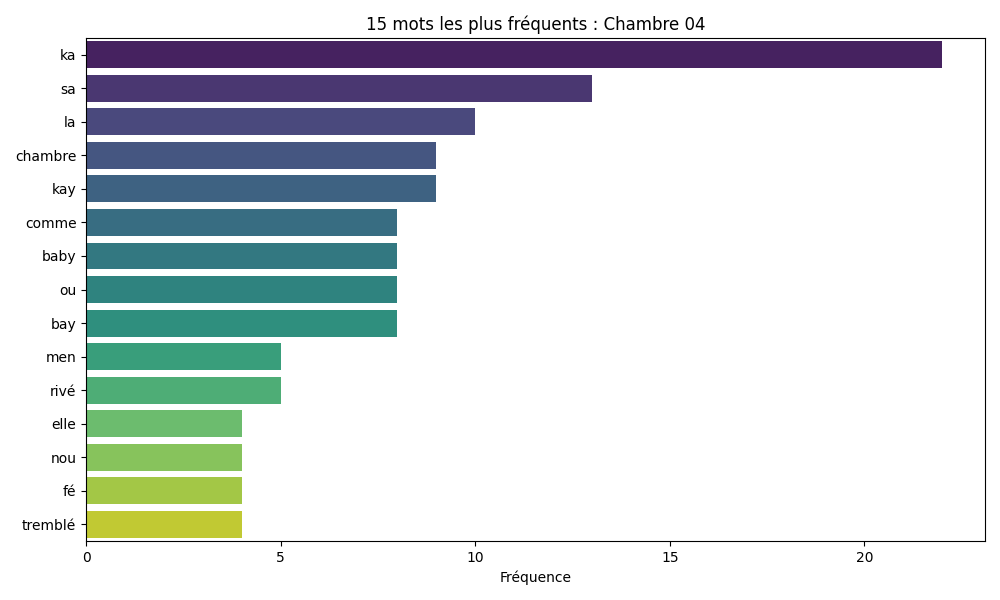 15 mots les plus fréquents : Chambre 04
ka
sa
la
chambre
kay
comme
baby
ou
bay
men
rivé
elle
nou
fé
tremblé
0 5 10 15 20
Fréquence